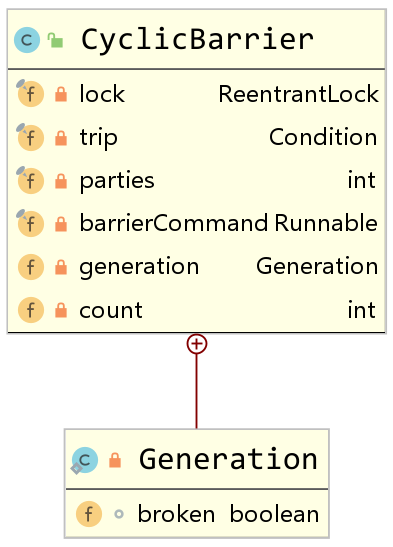 CyclicBarrier
lock ReentrantLock
trip Condition
parties int
barrierCommand Runnable
generation Generation
count int
Generation
broken boolean